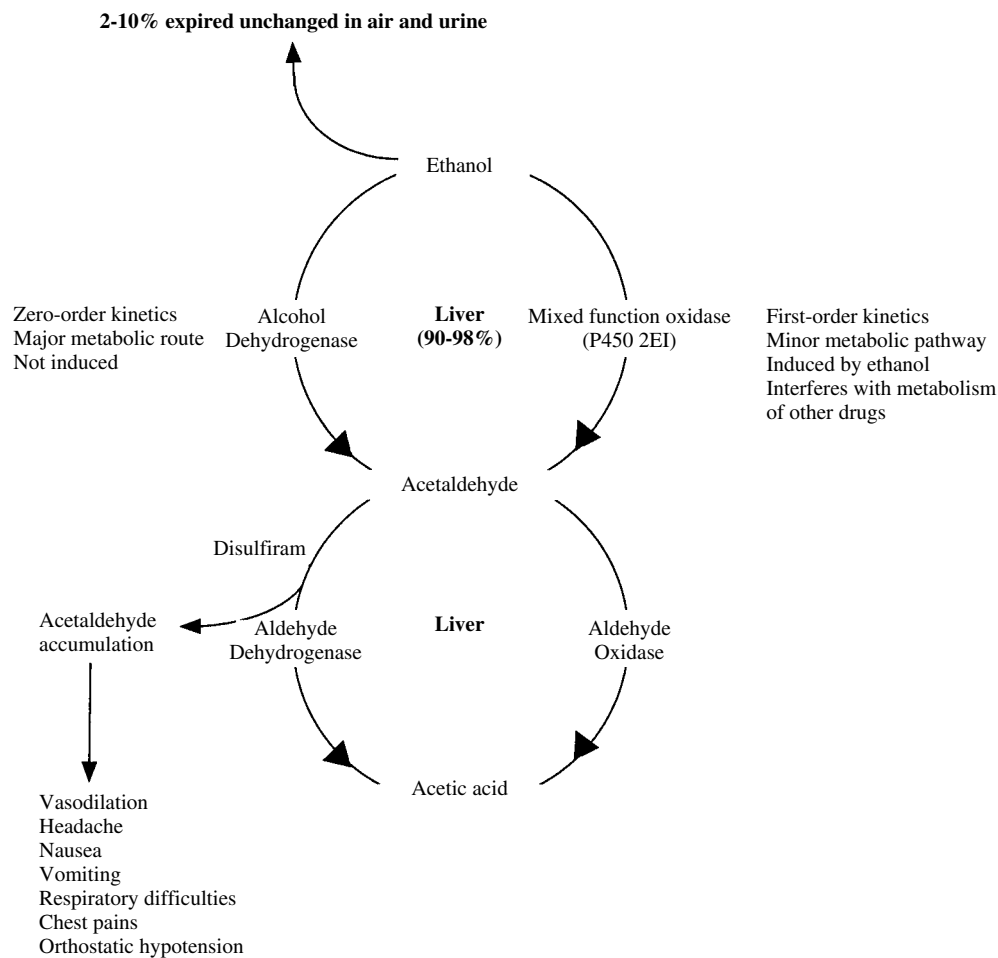 2-10% expired unchanged in air and urine
Ethanol
Zero-order kinetics
Major metabolic route
Not induced
Alcohol
Dehydrogenase
Liver
(90-98%)
Mixed function oxidase
(P450 2EI)
First-order kinetics
Minor metabolic pathway
Induced by ethanol
Interferes with metabolism
of other drugs
Acetaldehyde
Disulfiram
Acetaldehyde
accumulation
Aldehyde
Dehydrogenase
Liver
Aldehyde
Oxidase
Acetic acid
Vasodilation
Headache
Nausea
Vomiting
Respiratory difficulties
Chest pains
Orthostatic hypotension